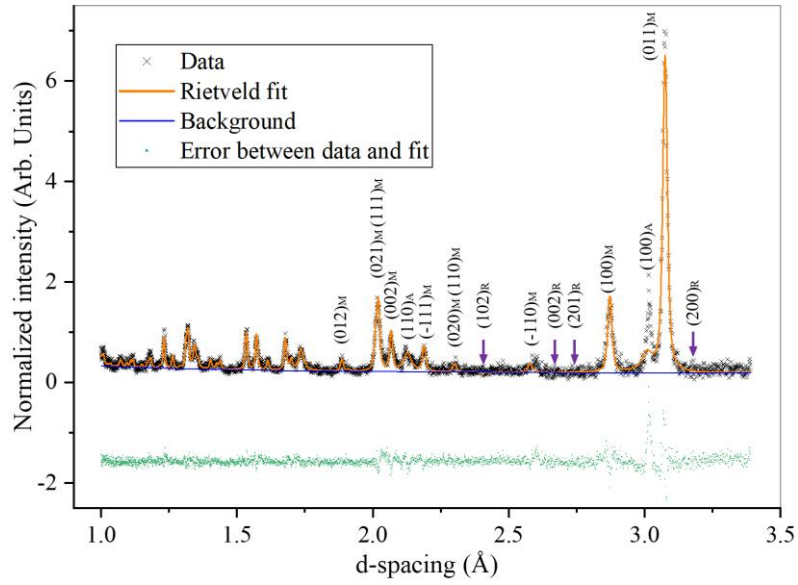 Data
Rietveld fit
Background
Error between data and fit
(012)M
(021)M (111)M
(002)M
(110)A
(-111)M
(020)M (110)M
(102)R
(-110)M
(002)R
(201)R
(100)M
(100)A
(011)M
(200)R
Normalized intensity (Arb. Units)
6
4
2
0
-2
1.0 1.5 2.0 2.5 3.0 3.5
d-spacing (Å)